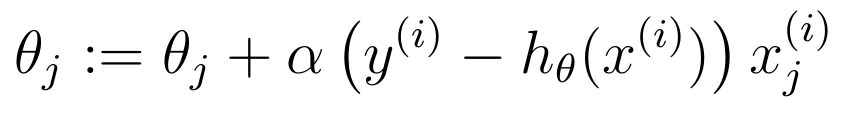 θ_j := θ_j + α (y^(i) − h_θ(x^(i))) x_j^(i)